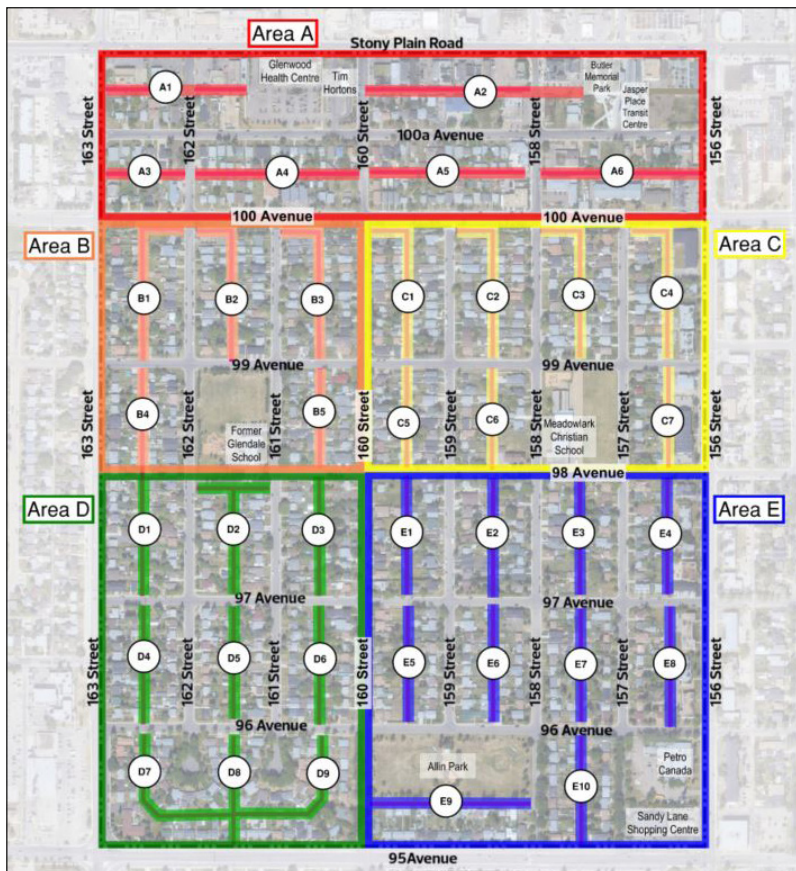 Area A
Stony Plain Road
Glenwood
Health Centre
Tim
Hortons
Butler
Memorial
Park
Jasper
Place
Transit
Centre
A1
A2
163 Street
162 Street
160 Street
158 Street
156 Street
100a Avenue
A3
A4
A5
A6
100 Avenue
100 Avenue
Area B
Area C
B1
B2
B3
C1
C2
C3
C4
99 Avenue
99 Avenue
B4
B5
C5
C6
C7
163 Street
162 Street
Former
Glendale
School
161 Street
160 Street
159 Street
158 Street
Meadowlark
Christian
School
157 Street
156 Street
98 Avenue
Area D
Area E
D1
D2
D3
E1
E2
E3
E4
97 Avenue
97 Avenue
D4
D5
D6
E5
E6
E7
E8
163 Street
162 Street
161 Street
160 Street
159 Street
158 Street
157 Street
156 Street
96 Avenue
96 Avenue
D7
D8
D9
Allin Park
Petro
Canada
E9
E10
Sandy Lane
Shopping Centre
95Avenue